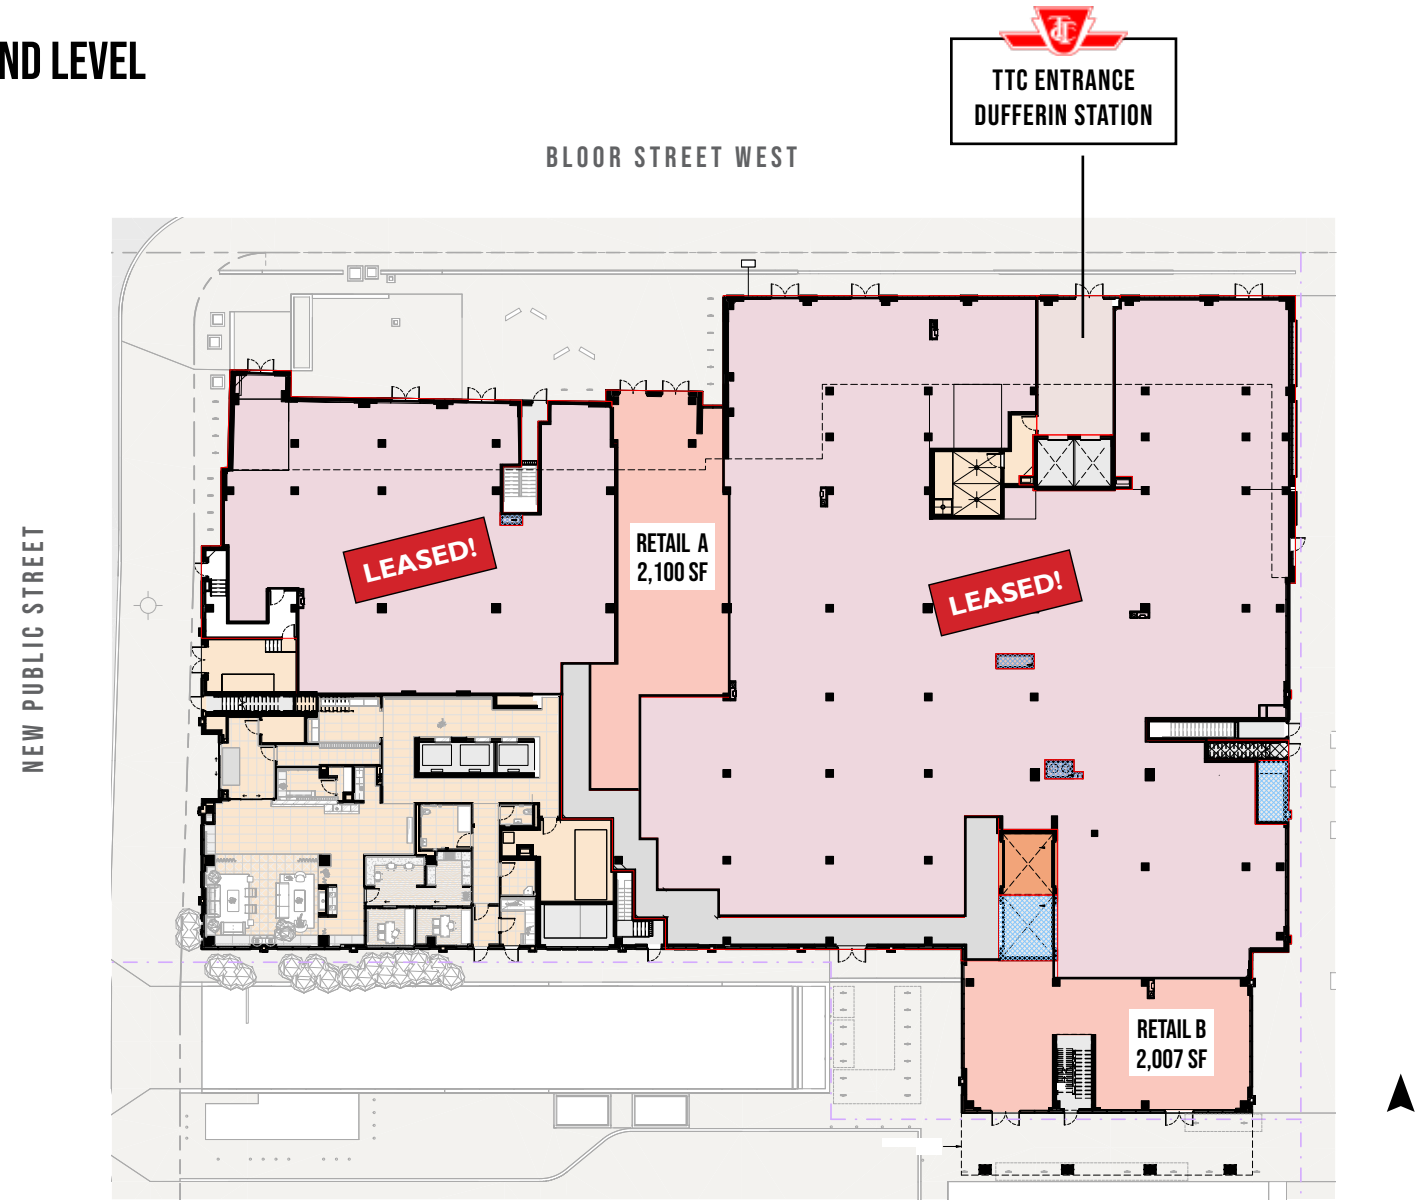 ND LEVEL
TTC ENTRANCE
DUFFERIN STATION
BLOOR STREET WEST
NEW PUBLIC STREET
LEASED!
RETAIL A
2,100 SF
LEASED!
RETAIL B
2,007 SF